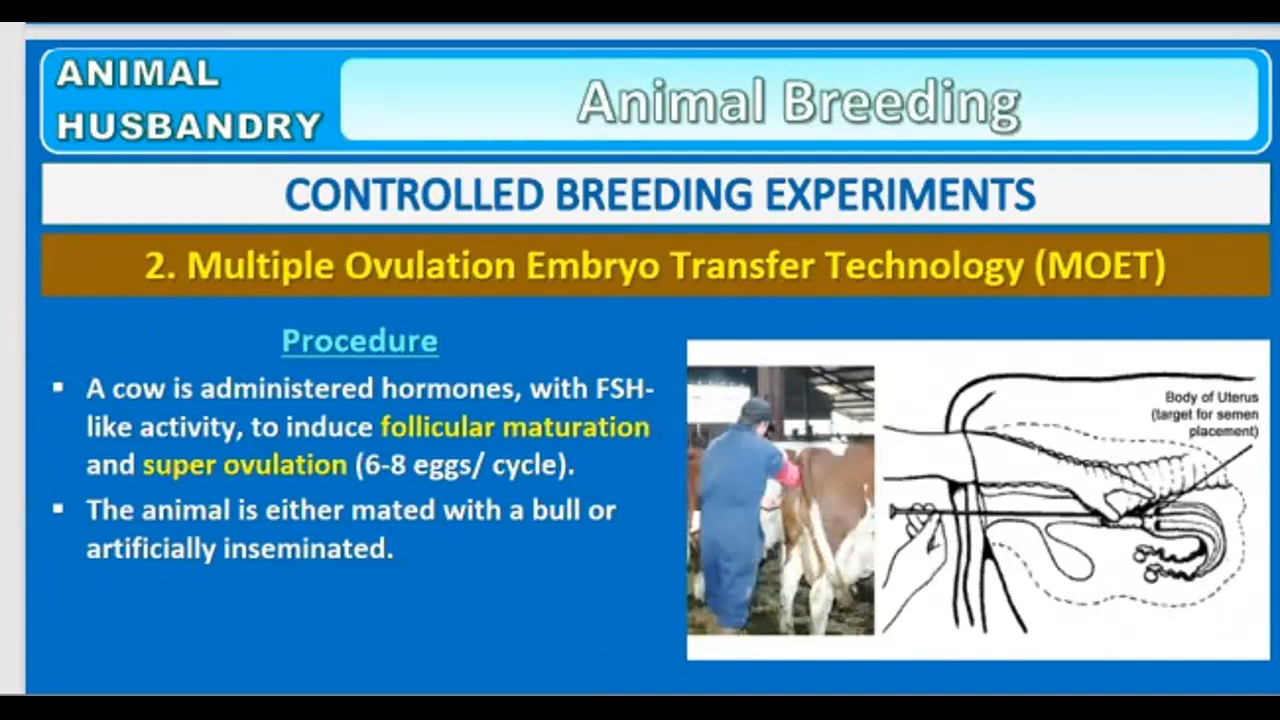 ANIMAL
HUSBANDRY
Animal Breeding
CONTROLLED BREEDING EXPERIMENTS
2. Multiple Ovulation Embryo Transfer Technology (MOET)
Procedure
▪ A cow is administered hormones, with FSH-
like activity, to induce follicular maturation
and super ovulation (6-8 eggs/ cycle).
▪ The animal is either mated with a bull or
artificially inseminated.
Body of Uterus
(target for semen
placement)